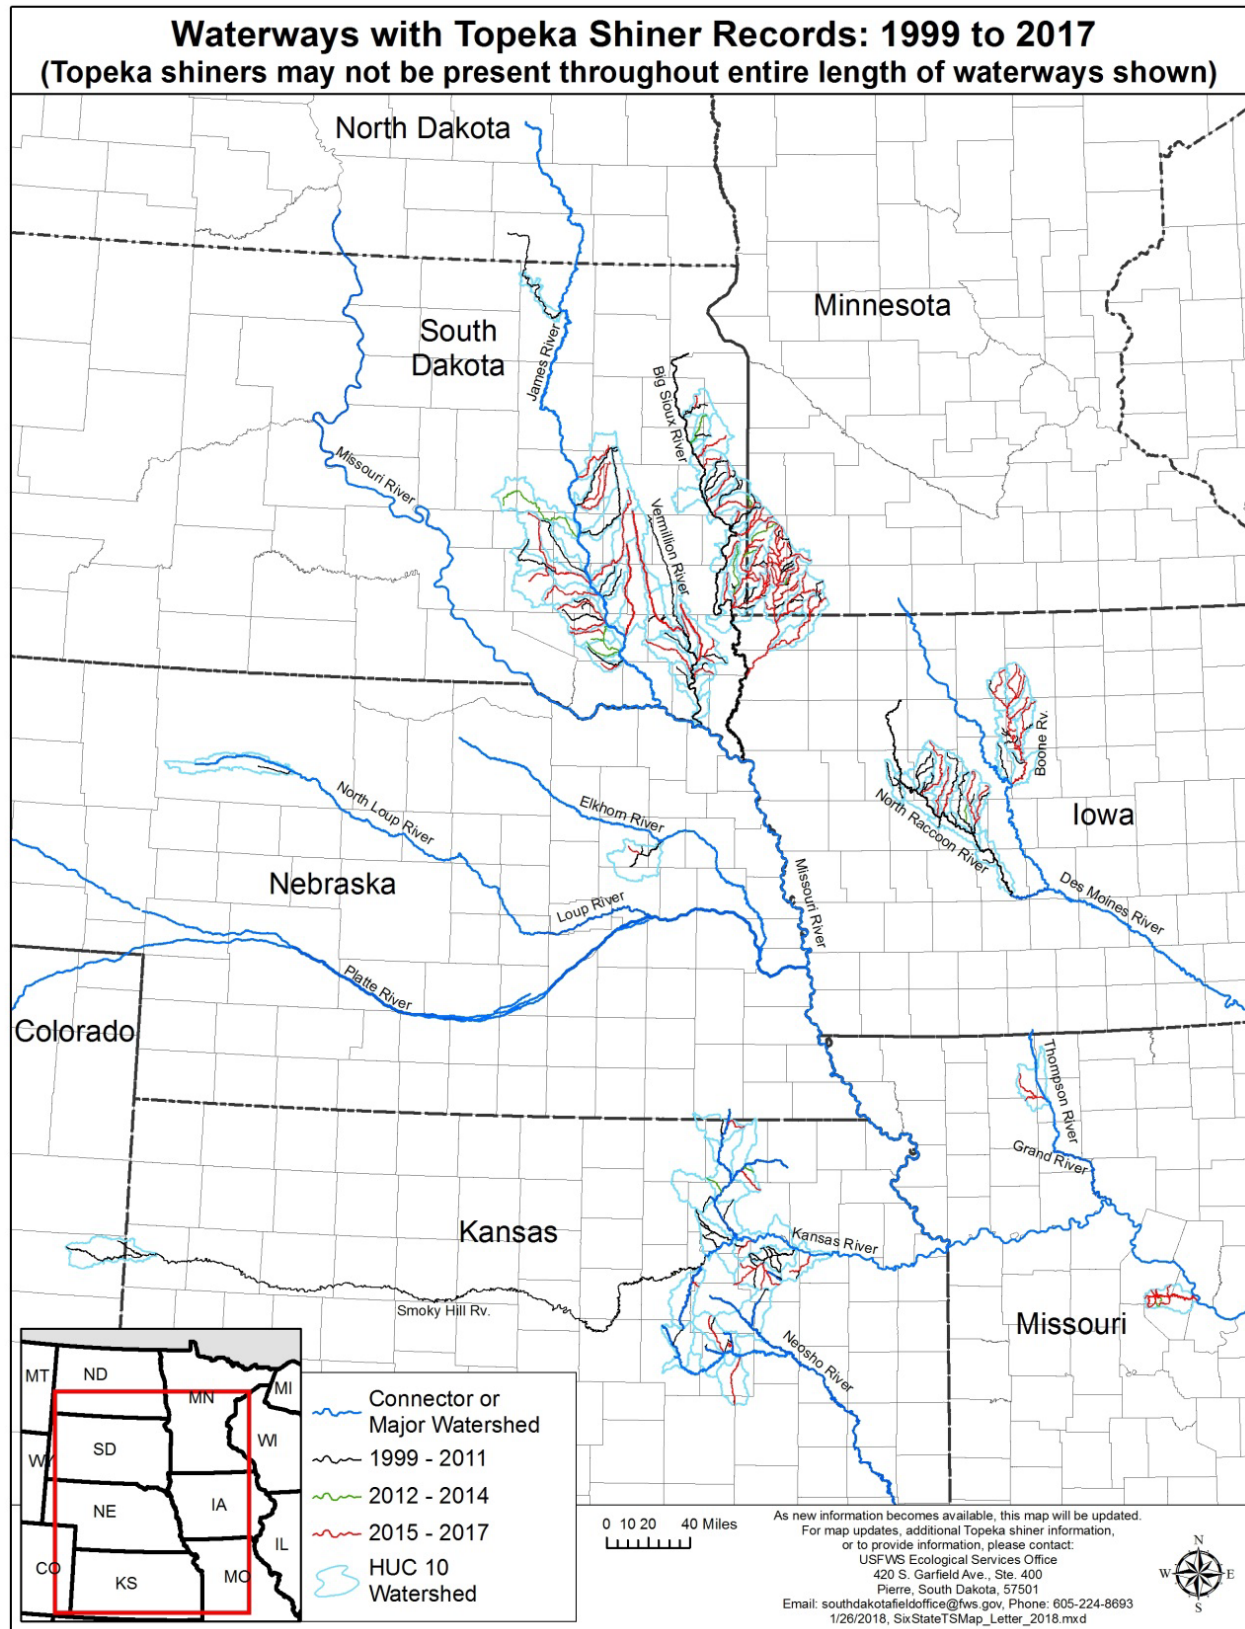 Waterways with Topeka Shiner Records: 1999 to 2017
(Topeka shiners may not be present throughout entire length of waterways shown)
North Dakota
Minnesota
South
Dakota
James River
Big Sioux River
Missouri River
Vermillion River
Boone Rv.
North Loup River
Elkhorn River
North Raccoon River
Iowa
Nebraska
Missouri River
Des Moines River
Loup River
Platte River
Colorado
Thompson River
Grand River
Kansas
Kansas River
Smoky Hill Rv.
Missouri
Neosho River
MT
ND
MN
MI
WI
SD
WY
NE
IA
IL
CO
KS
MO
Connector or
Major Watershed
1999 - 2011
2012 - 2014
2015 - 2017
HUC 10
Watershed
0 10 20 40 Miles
As new information becomes available, this map will be updated.
For map updates, additional Topeka shiner information,
or to provide information, please contact:
USFWS Ecological Services Office
420 S. Garfield Ave., Ste. 400
Pierre, South Dakota, 57501
Email: southdakotafieldoffice@fws.gov, Phone: 605-224-8693
1/26/2018, SixStateTSMap_Letter_2018.mxd
N
W
E
S